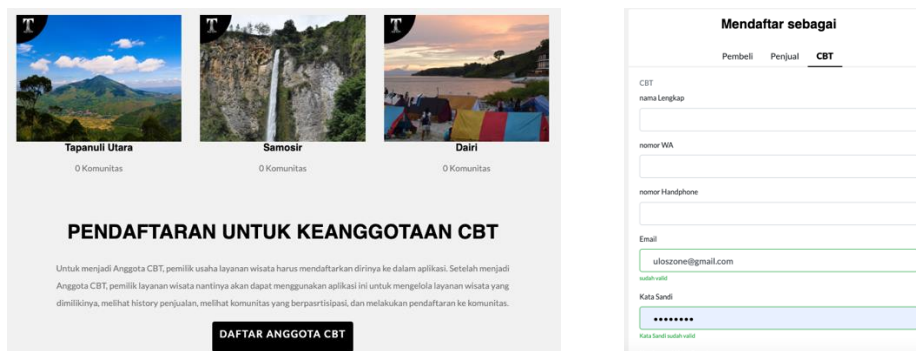 T
T
T
Tapanuli Utara
0 Komunitas
Samosir
0 Komunitas
Dairi
0 Komunitas
PENDAFTARAN UNTUK KEANGGOTAAN CBT
Untuk menjadi Anggota CBT, pemilik usaha layanan wisata harus mendaftarkan dirinya ke dalam aplikasi. Setelah menjadi
Anggota CBT, pemilik layanan wisata nantinya akan dapat menggunakan aplikasi ini untuk mengelola layanan wisata yang
dimilikinya, melihat history penjualan, melihat komunitas yang berpasrtisipasi, dan melakukan pendaftaran ke komunitas.
DAFTAR ANGGOTA CBT
Mendaftar sebagai
Pembeli Penjual CBT
CBT
nama Lengkap
nomor WA
nomor Handphone
Email
uloszone@gmail.com
sudah valid
Kata Sandi
Kata Sandi sudah valid